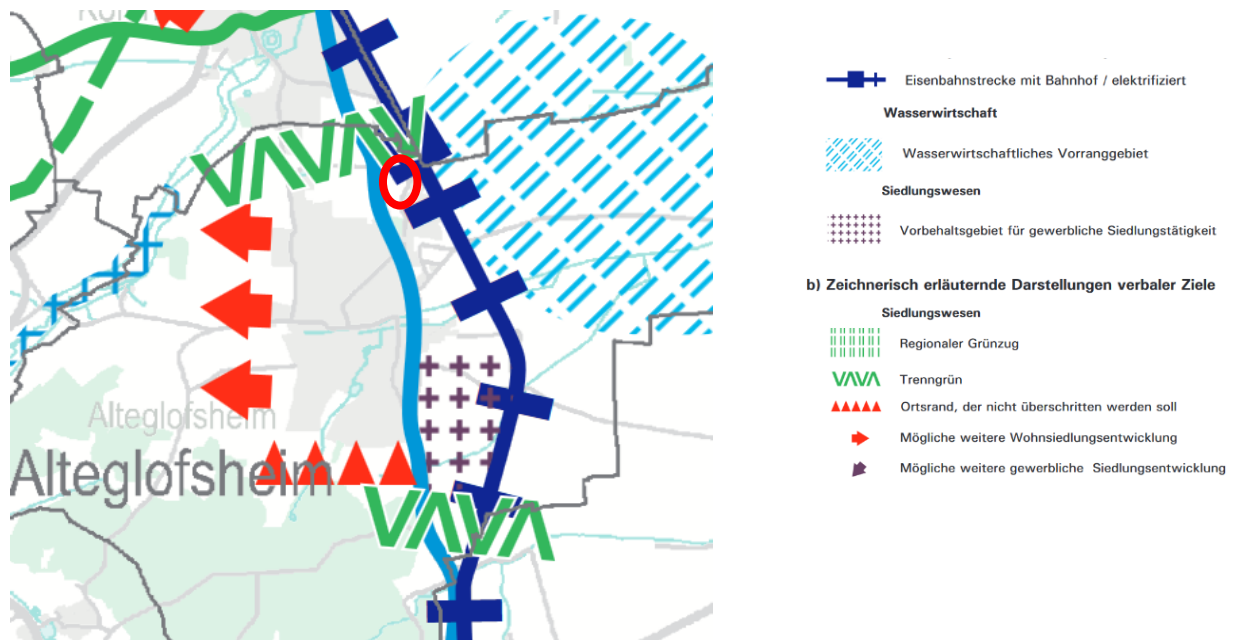 Alteglofsheim
Alteglofsheim
Eisenbahnstrecke mit Bahnhof / elektrifiziert
Wasserwirtschaft
Wasserwirtschaftliches Vorranggebiet
Siedlungswesen
Vorbehaltsgebiet für gewerbliche Siedlungstätigkeit
b) Zeichnerisch erläuternde Darstellungen verbaler Ziele
Siedlungswesen
Regionaler Grünzug
Trenngrün
Ortsrand, der nicht überschritten werden soll
Mögliche weitere Wohnsiedlungsentwicklung
Mögliche weitere gewerbliche Siedlungsentwicklung